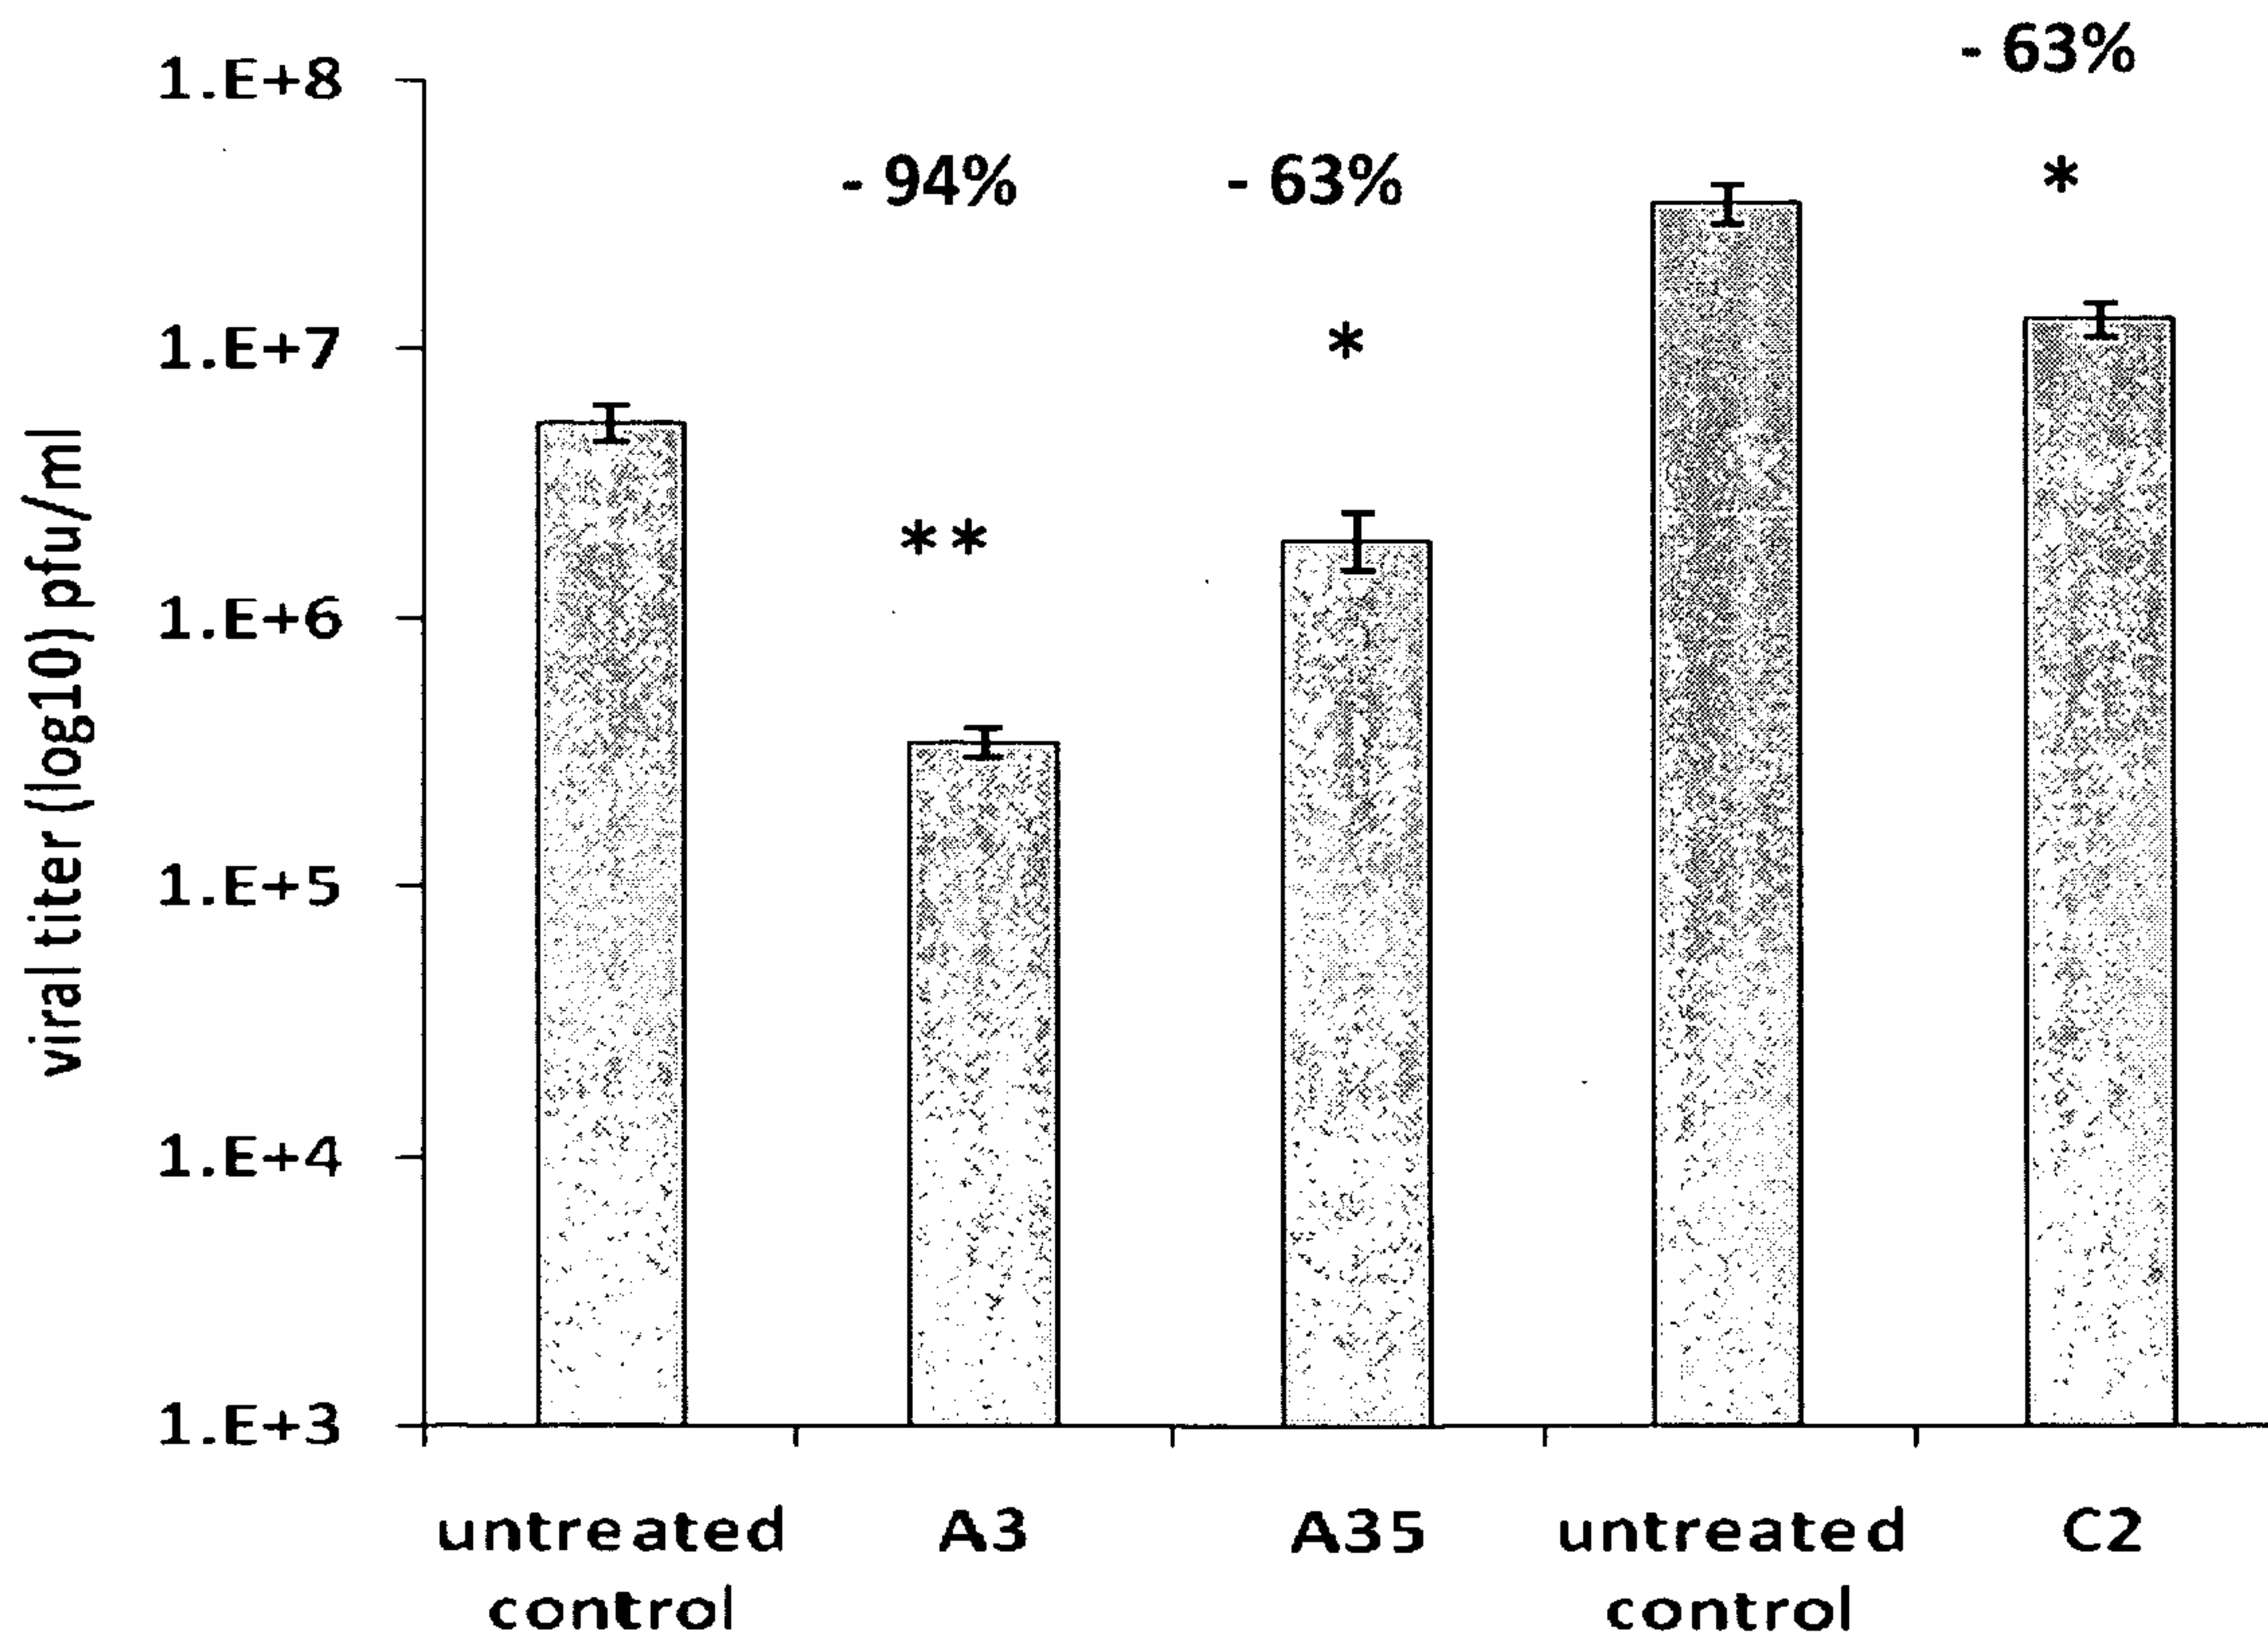 - 63%
1.E+8
- 94%
- 63%
*
1.E+7
*
**
1.E+6
1.E+5
1.E+4
1.E+3
viral titer (log10) pfu/ml
untreated control
A3
A35
untreated control
C2